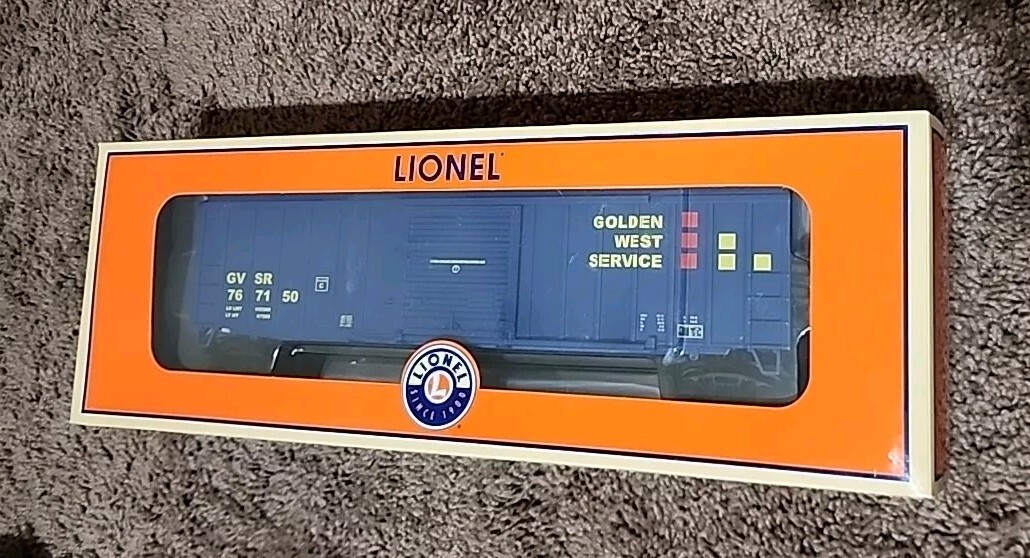 LIONEL
GOLDEN
WEST
SERVICE
GV SR
76 71 50
C
LIONEL
L
SINCE 1900